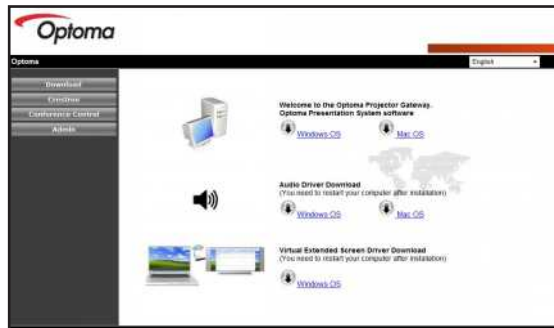 Optoma
Optoma
English
Download
Crestron
Conference Control
Admin
Welcome to the Optoma Projector Gateway.
Optoma Presentation System software
Windows OS Mac OS
Audio Driver Download
(You need to restart your computer after installation)
Windows OS Mac OS
Virtual Extended Screen Driver Download
(You need to restart your computer after installation)
Windows OS